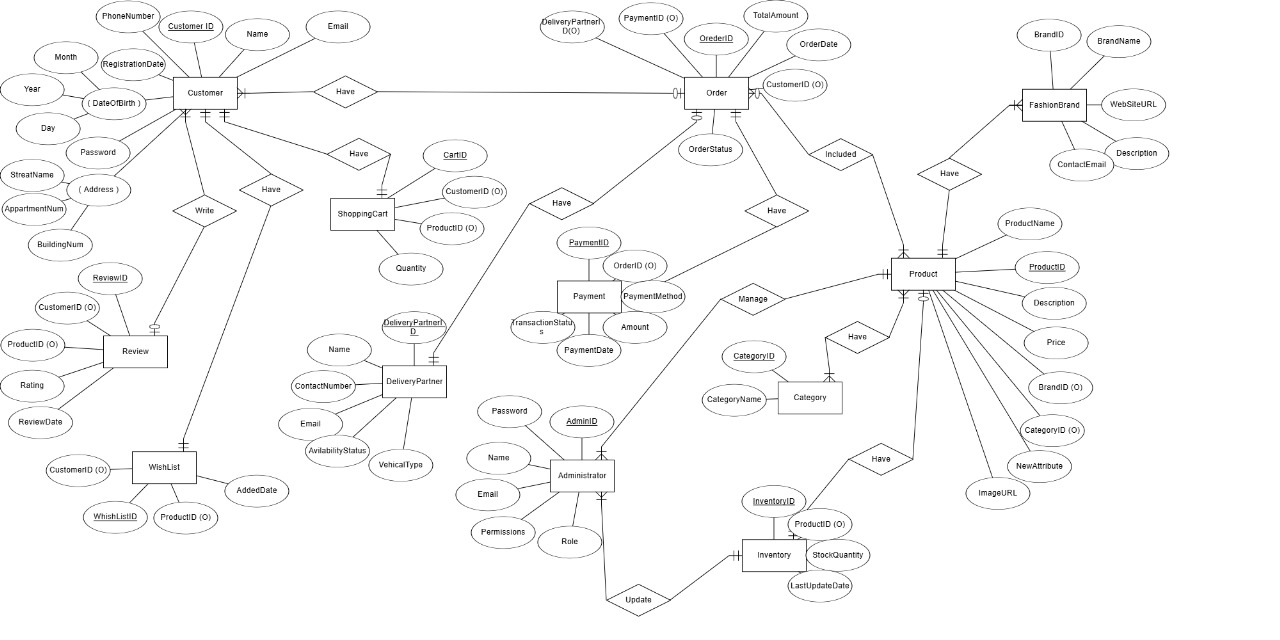 PhoneNumber
Customer ID
Name
Email
Month
RegistrationDate
Year
( DateOfBirth )
Customer
Day
Password
StreatName
( Address )
AppartmentNum
BuildingNum
Have
DeliveryPartnerI
D(O)
PaymentID (O)
OrederID
TotalAmount
OrderDate
CustomerID (O)
Order
OrderStatus
BrandID
BrandName
FashionBrand
WebSiteURL
Description
ContactEmail
Have
CartID
Included
Have
Write
Have
ShoppingCart
CustomerID (O)
ProductID (O)
Quantity
Have
Have
ReviewID
CustomerID (O)
ProductID (O)
Review
Rating
ReviewDate
PaymentID
OrderID (O)
Payment
PaymentMethod
TransactionStatu
s
Amount
PaymentDate
Manage
Product
ProductName
ProductID
Description
Price
BrandID (O)
CategoryID (O)
NewAttribute
ImageURL
Have
CategoryID
CategoryName
Category
DeliveryPartnerI
D
Name
ContactNumber
DeliveryPartner
Email
AvilabilityStatus
VehicalType
Password
AdminID
Name
Administrator
Email
Permissions
Role
Have
CustomerID (O)
WishList
AddedDate
WhishListID
ProductID (O)
InventoryID
ProductID (O)
Inventory
StockQuantity
LastUpdateDate
Update